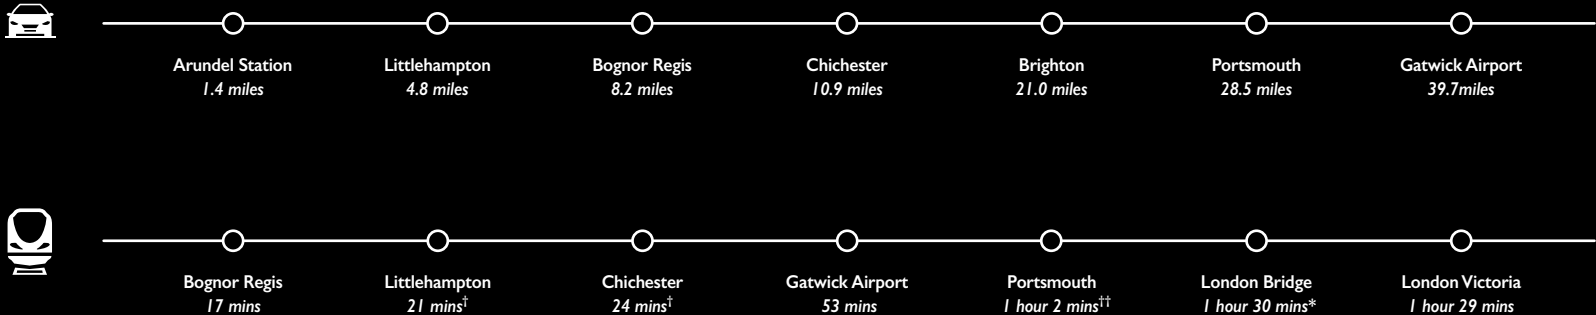 Arundel Station Littlehampton Bognor Regis Chichester Brighton Portsmouth Gatwick Airport
1.4 miles 4.8 miles 8.2 miles 10.9 miles 21.0 miles 28.5 miles 39.7miles
Bognor Regis Littlehampton Chichester Gatwick Airport Portsmouth London Bridge London Victoria
17 mins 21 mins† 24 mins† 53 mins 1 hour 2 mins†† 1 hour 30 mins* 1 hour 29 mins